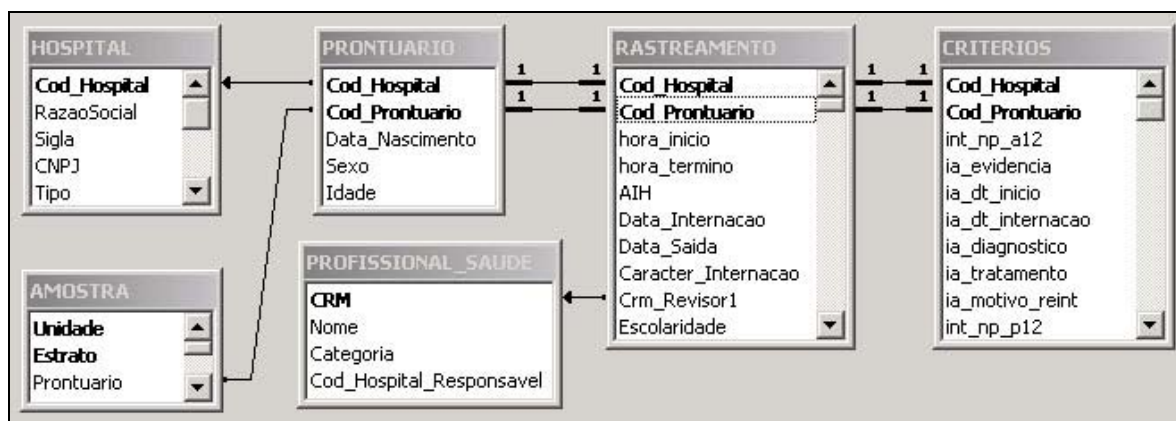 HOSPITAL
Cod_Hospital
RazaoSocial
Sigla
CNPJ
Tipo
PRONTUARIO
Cod_Hospital
Cod_Prontuario
Data_Nascimento
Sexo
Idade
1 1
1 1
RASTREAMENTO
Cod_Hospital
Cod_Prontuario
hora_inicio
hora_termino
AIH
Data_Internacao
Data_Saida
Caracter_Internacao
Crm_Revisor1
Escolaridade
1 1
1 1
CRITERIOS
Cod_Hospital
Cod_Prontuario
int_np_a12
ia_evidencia
ia_dt_inicio
ia_dt_internacao
ia_diagnostico
ia_tratamento
ia_motivo_reint
int_np_p12
AMOSTRA
Unidade
Estrato
Prontuario
PROFISSIONAL_SAUDE
CRM
Nome
Categoria
Cod_Hospital_Responsavel